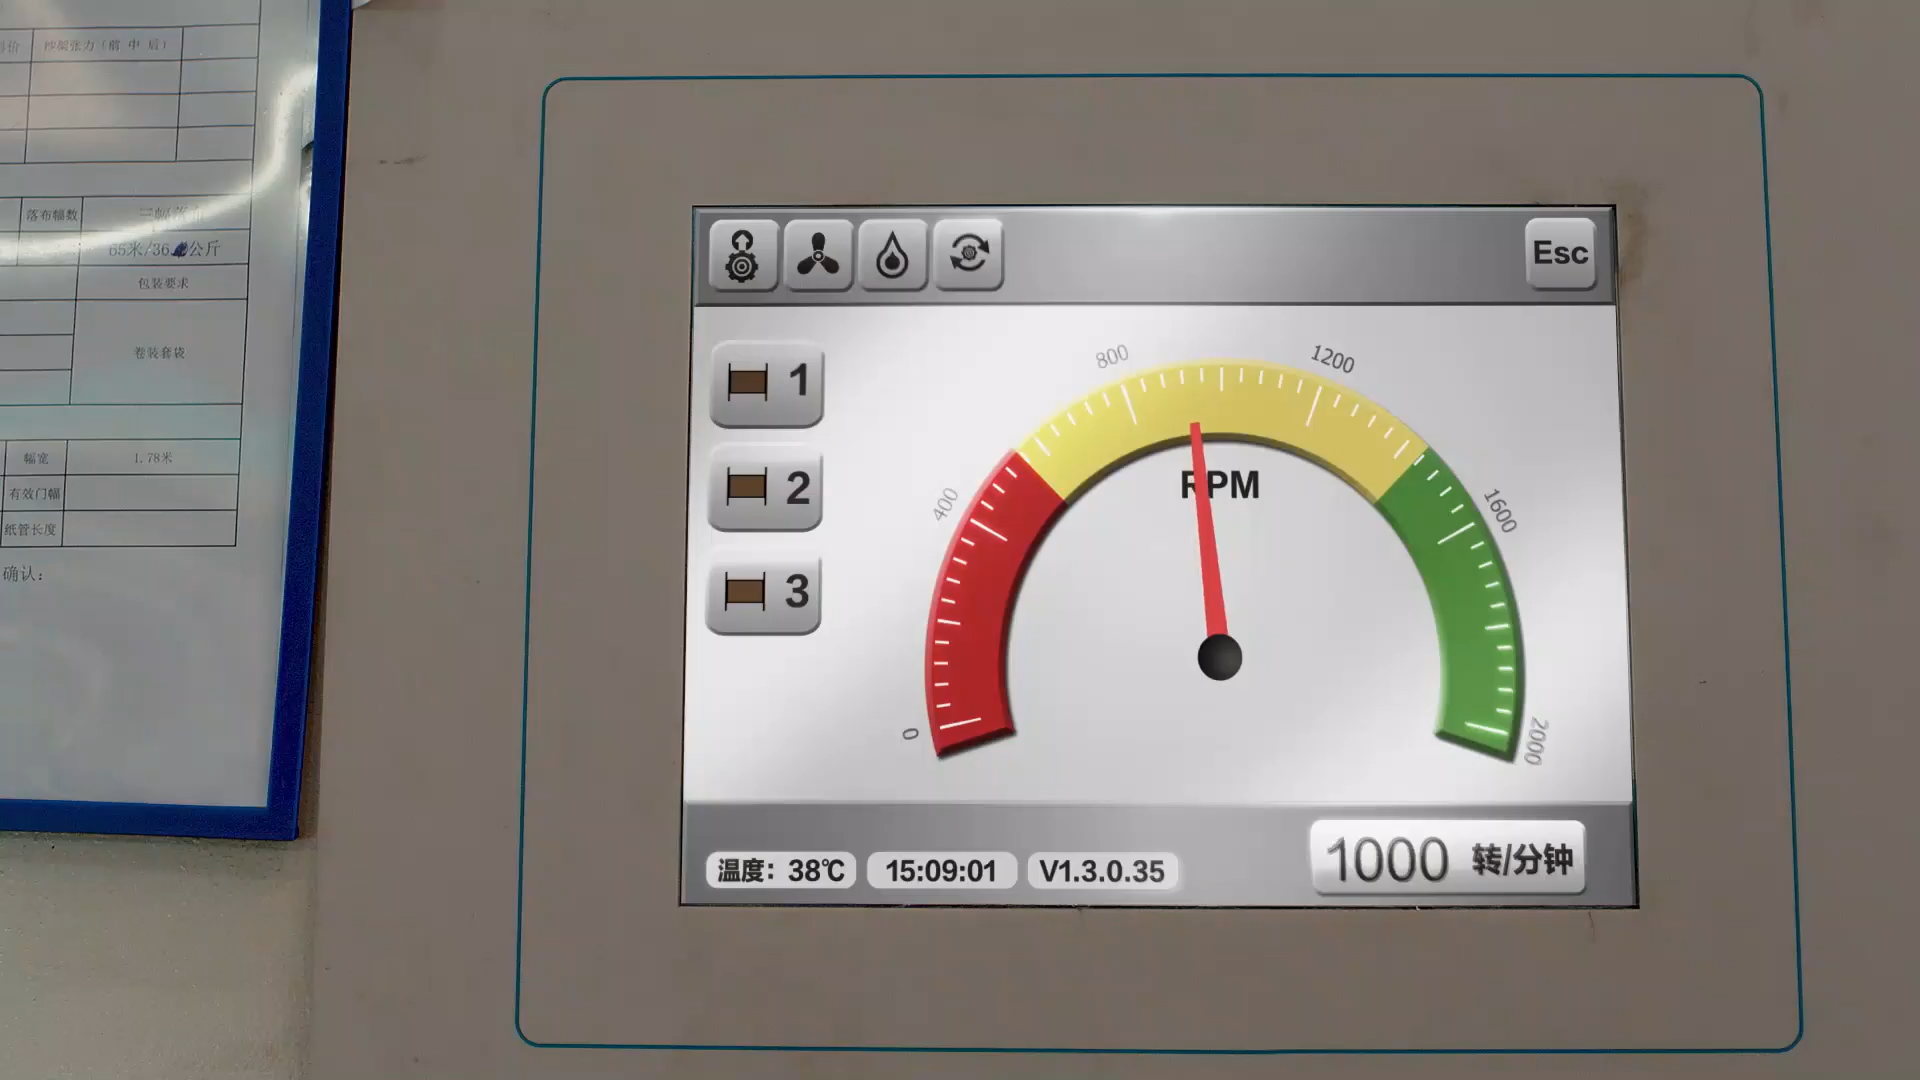 纱架张力（前 中 后）
落布幅数
65米/36 公斤
包装要求
卷装套袋
幅宽
1.78米
有效门幅
纸管长度
确认：
Esc
1
2
3
0
400
800
1200
1600
2000
RPM
温度：38℃
15:09:01
V1.3.0.35
1000 转/分钟